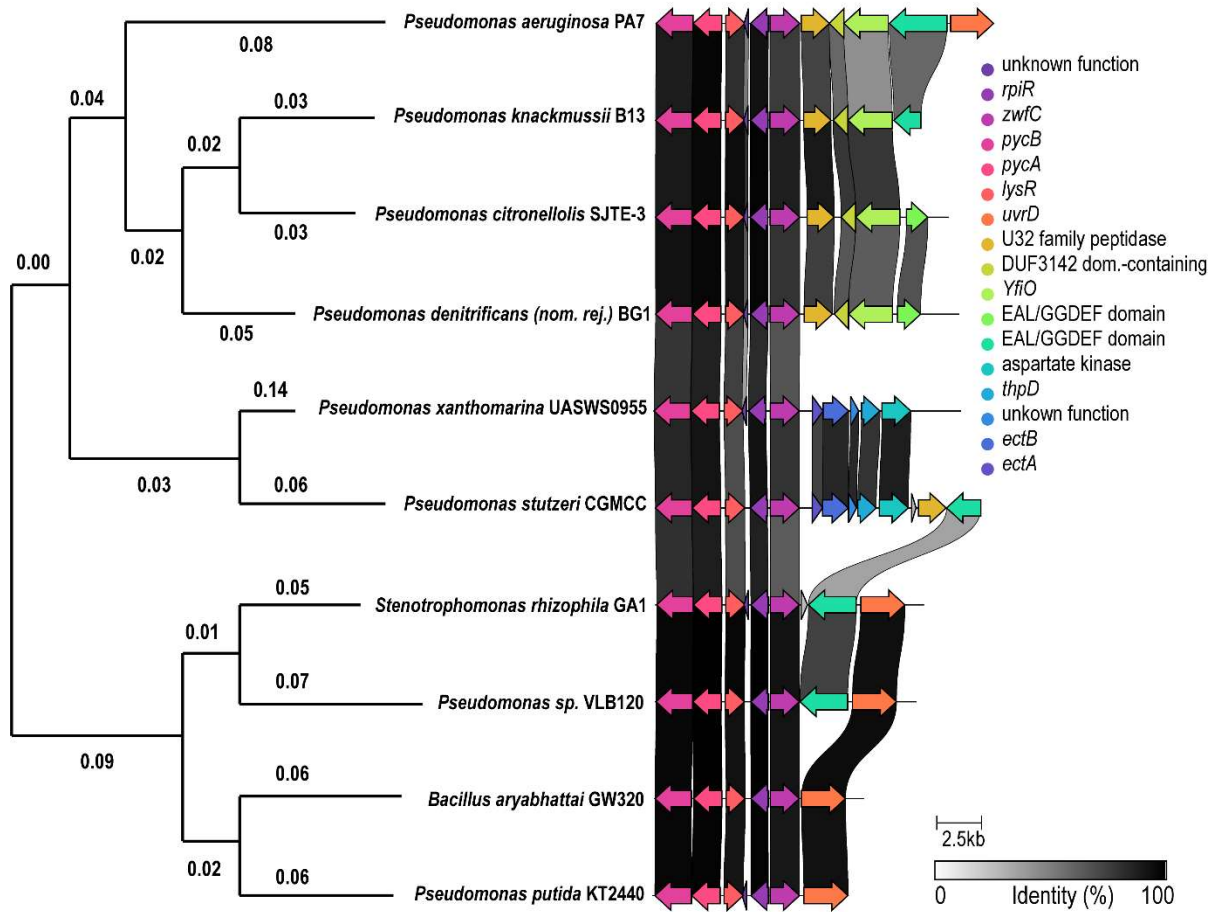 Pseudomonas aeruginosa PA7
0.08
0.04
0.03
Pseudomonas knackmussii B13
0.02
Pseudomonas citronellolis SJTE-3
0.03
0.02
0.00
Pseudomonas denitrificans (nom. rej.) BG1
0.05
0.14
Pseudomonas xanthomarina UASWS0955
0.03
0.06
Pseudomonas stutzeri CGMCC
0.05
Stenotrophomonas rhizophila GA1
0.01
0.07
Pseudomonas sp. VLB120
0.09
0.06
Bacillus aryabhattai GW320
0.02
0.06
Pseudomonas putida KT2440
unknown function
rpiR
zwfC
pycB
pycA
lysR
uvrD
U32 family peptidase
DUF3142 dom.-containing
YfiO
EAL/GGDEF domain
EAL/GGDEF domain
aspartate kinase
thpD
unkown function
ectB
ectA
2.5kb
0 Identity (%) 100